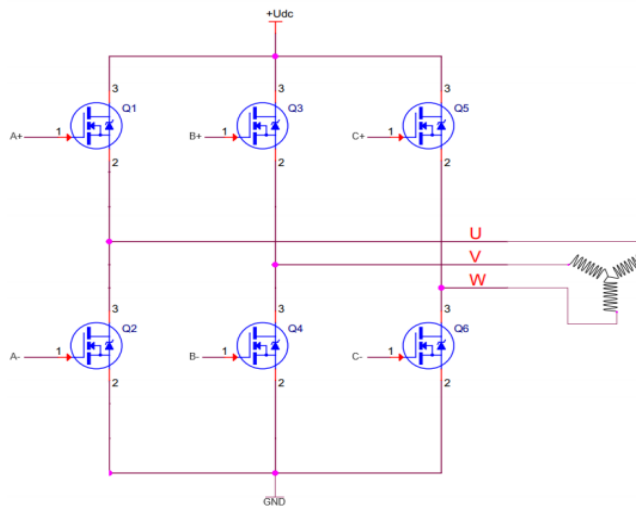 +Udc
3 3 3
Q1 Q3 Q5
A+ 1 B+ 1 C+ 1
2 2 2
U
V
W
3 3 3
Q2 Q4 Q6
A- 1 B- 1 C- 1
2 2 2
GND